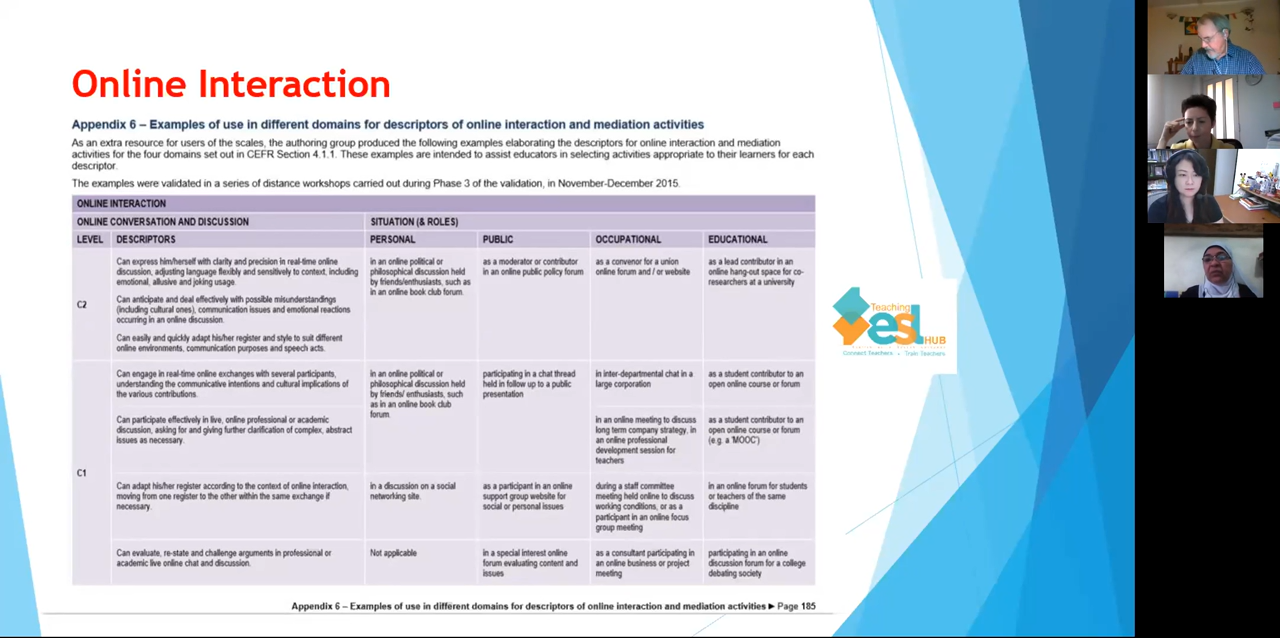 Online Interaction
Appendix 6 – Examples of use in different domains for descriptors of online interaction and mediation activities
As an extra resource for users of the scales, the authoring group produced the following examples elaborating the descriptors for online interaction and mediation
activities for the four domains set out in CEFR Section 4.1.1. These examples are intended to assist educators in selecting activities appropriate to their learners for each
descriptor.
The examples were validated in a series of distance workshops carried out during Phase 3 of the validation, in November-December 2015.
ONLINE INTERACTION
ONLINE CONVERSATION AND DISCUSSION
SITUATION (& ROLES)
LEVEL
DESCRIPTORS
PERSONAL
PUBLIC
OCCUPATIONAL
EDUCATIONAL
C2
Can express him/herself with clarity and precision in real-time online
discussion, adjusting language flexibly and sensitively to context, including
emotional, allusive and joking usage.
Can anticipate and deal effectively with possible misunderstandings
(including cultural ones), communication issues and emotional reactions
occurring in an online discussion.
Can easily and quickly adapt his/her register and style to suit different
online environments, communication purposes and speech acts.
in an online political or
philosophical discussion held
by friends/enthusiasts, such as
in an online book club forum.
as a moderator or contributor
in an online public policy forum
as a convenor for a union
online forum and / or website
as a lead contributor in an
online hang-out space for co-
researchers at a university
C1
Can engage in real-time online exchanges with several participants,
understanding the communicative intentions and cultural implications of
the various contributions.
in an online political or
philosophical discussion held
by friends/ enthusiasts, such
as in an online book club
forum
participating in a chat thread
held in follow up to a public
presentation
in inter-departmental chat in a
large corporation
as a student contributor to an
open online course or forum
Can participate effectively in live, online professional or academic
discussion, asking for and giving further clarification of complex, abstract
issues as necessary.
in an online meeting to discuss
long term company strategy, in
an online professional
development session for
teachers
as a student contributor to an
open online course or forum
(e.g. a 'MOOC')
Can adapt his/her register according to the context of online interaction,
moving from one register to the other within the same exchange if
necessary.
in a discussion on a social
networking site.
as a participant in an online
support group website for
social or personal issues
during a staff committee
meeting held online to discuss
working conditions, or as a
participant in an online focus
group meeting
in an online forum for students
or teachers of the same
discipline
Can evaluate, re-state and challenge arguments in professional or
academic live online chat and discussion.
Not applicable
in a special interest online
forum evaluating content and
issues
as a consultant participating in
an online business or project
meeting
participating in an online
discussion forum for a college
debating society
Appendix 6 – Examples of use in different domains for descriptors of online interaction and mediation activities ▶ Page 185
Teaching
esl
HUB
Connect Teachers - Train Teachers